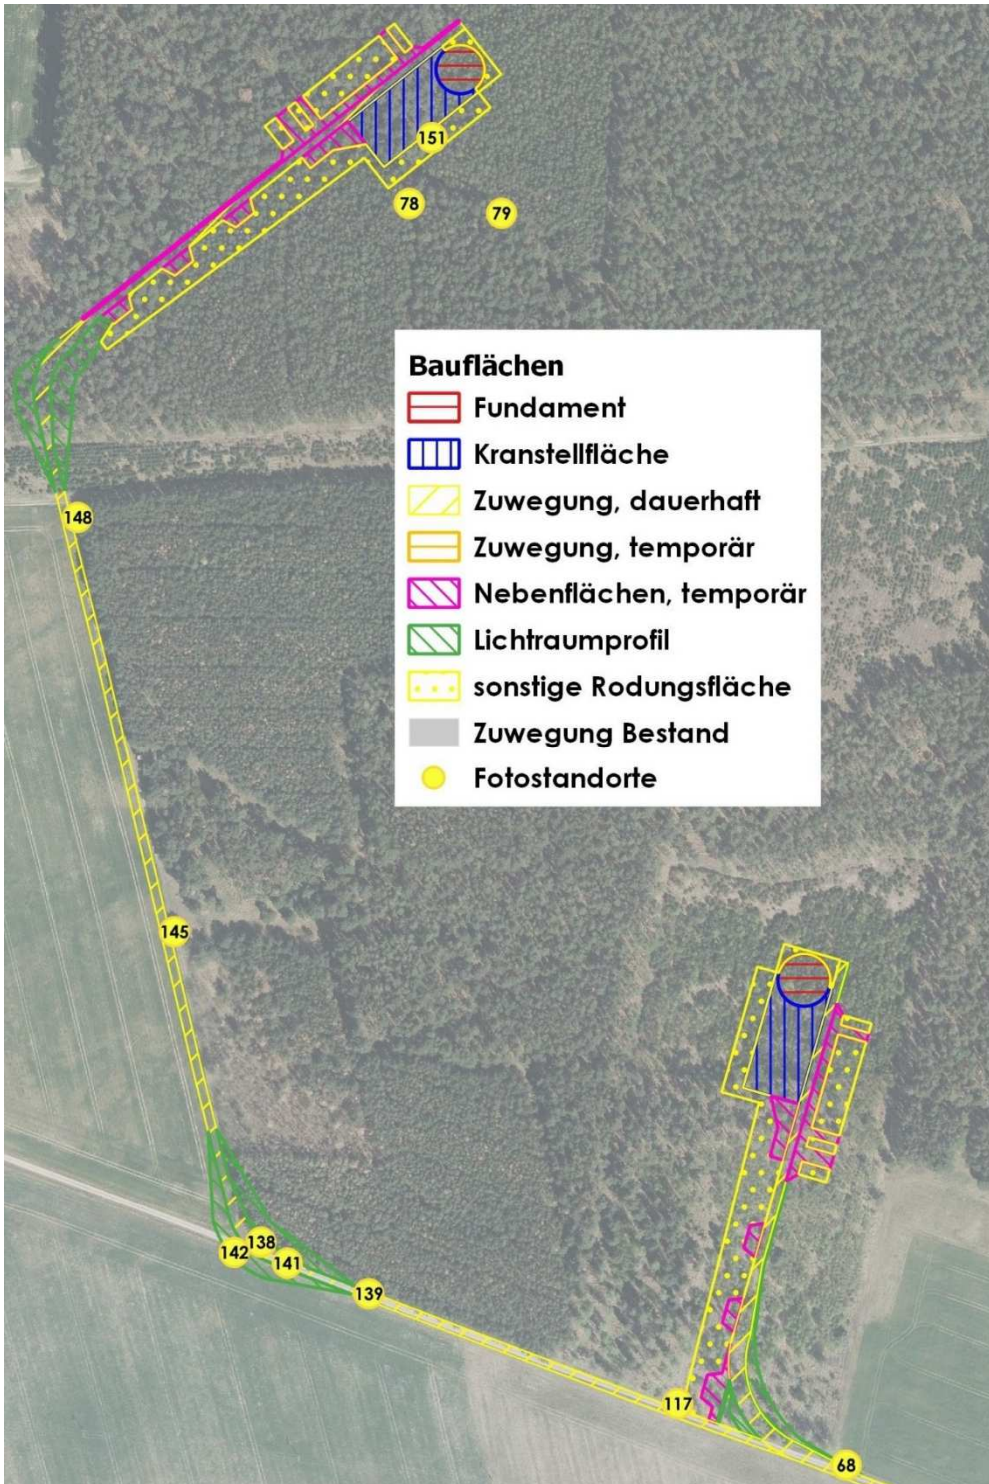 151
78
79
Bauflächen
Fundament
Kranstellfläche
Zuwegung, dauerhaft
Zuwegung, temporär
Nebenflächen, temporär
Lichtraumprofil
sonstige Rodungsfläche
Zuwegung Bestand
Fotostandorte
148
145
138
142
141
139
117
68